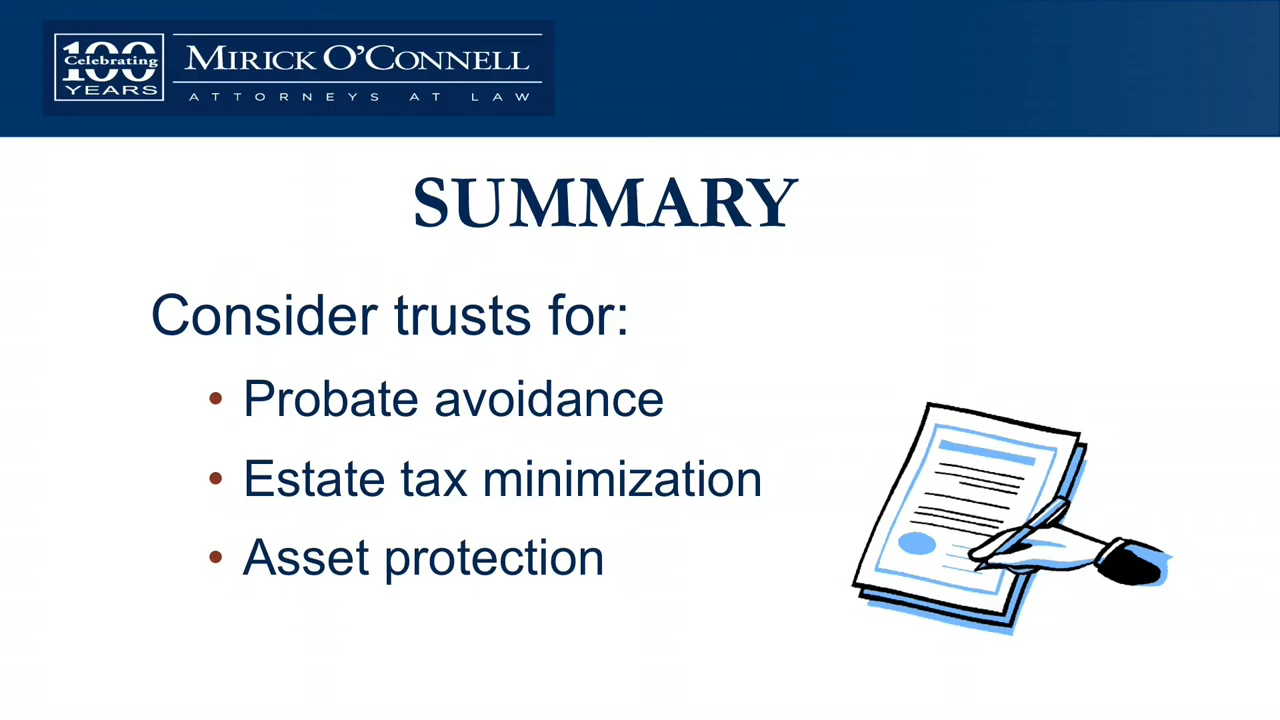 100
Celebrating
YEARS
MIRICK O'CONNELL
ATTORNEYS AT LAW
SUMMARY
Consider trusts for:
• Probate avoidance
• Estate tax minimization
• Asset protection